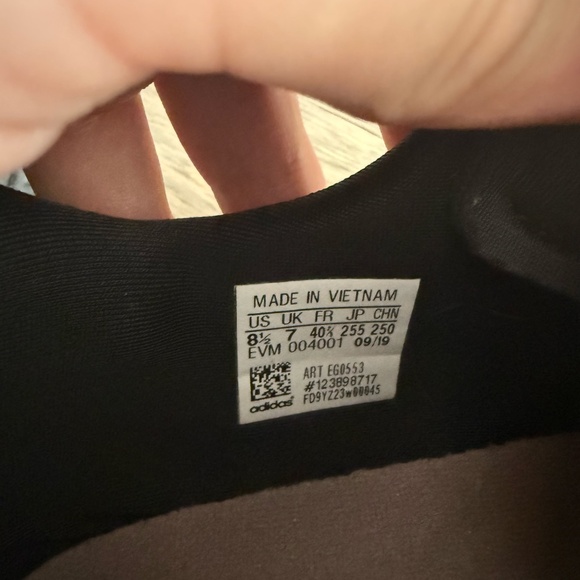 MADE IN VIETNAM
US UK FR JP CHN
8½ 7 40⅔ 255 250
EVM 004001 09/19
ART EG0553
#123898717
FD9YZ23w00045
adidas